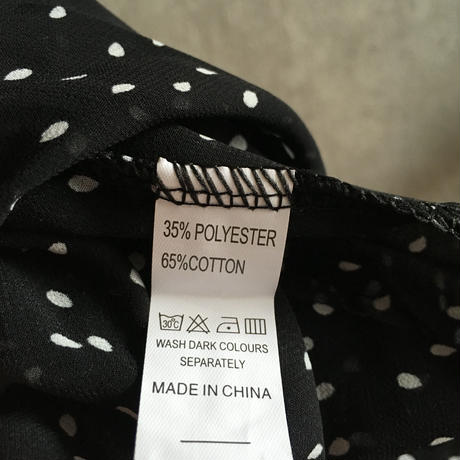 35% POLYESTER
65%COTTON
30°C
WASH DARK COLOURS
SEPARATELY
MADE IN CHINA